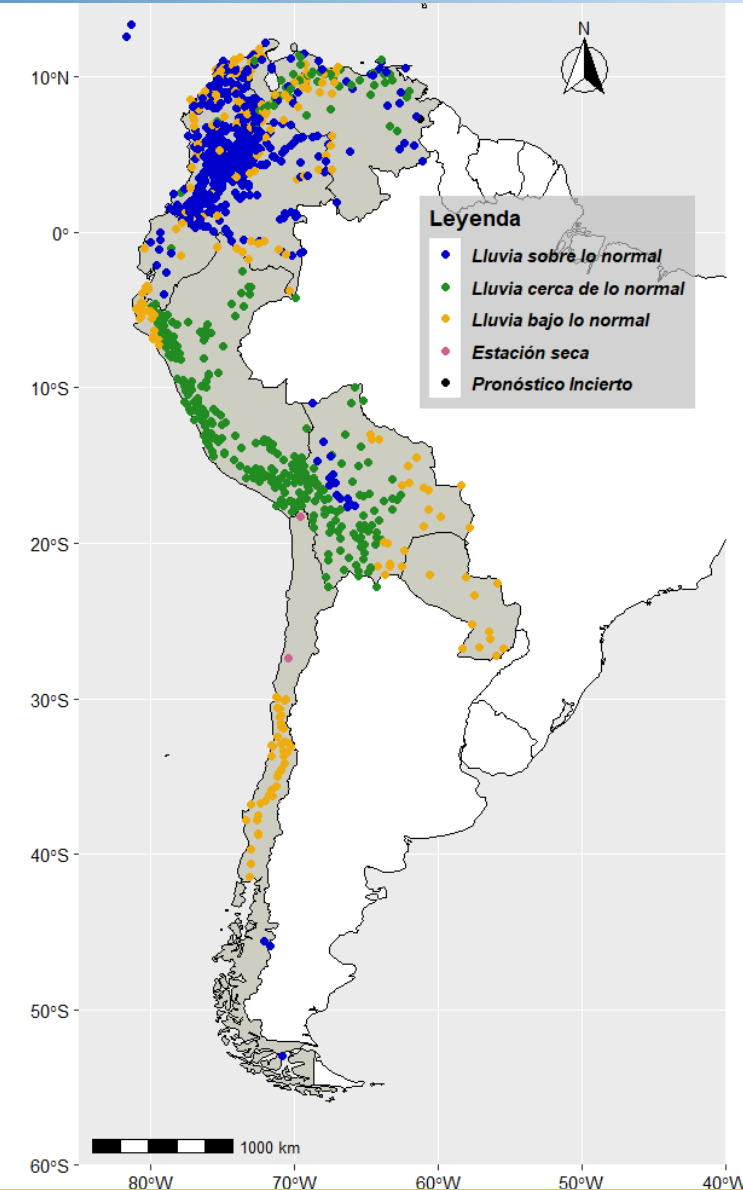 N
10°N
0°
10°S
20°S
30°S
40°S
50°S
60°S
80°W
70°W
60°W
50°W
40°W
Leyenda
Lluvia sobre lo normal
Lluvia cerca de lo normal
Lluvia bajo lo normal
Estación seca
Pronóstico Incierto
1000 km